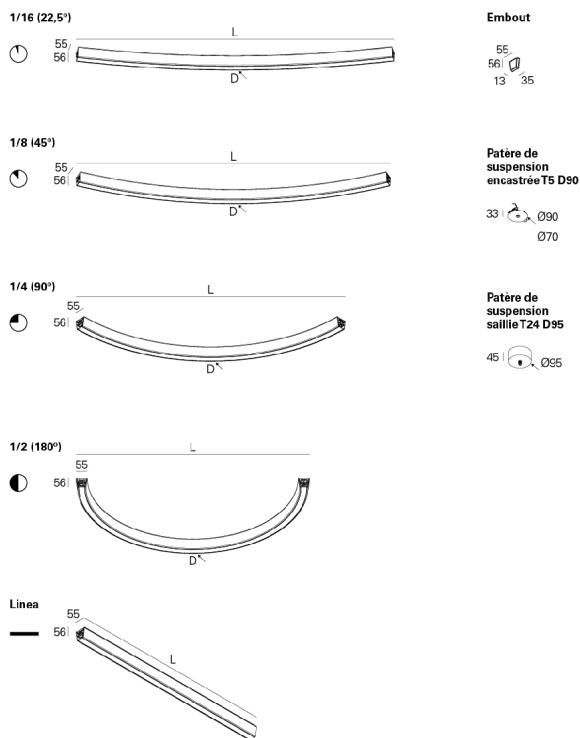 1/16 (22,5°)
L
55
56
D
Embout
55
56
13
35
1/8 (45°)
L
55
56
D
Patère de
suspension
encastrée T5 D90
33
Ø90
Ø70
1/4 (90°)
L
55
56
D
Patère de
suspension
saillie T24 D95
45
Ø95
1/2 (180°)
L
55
56
D
Linea
55
56
L